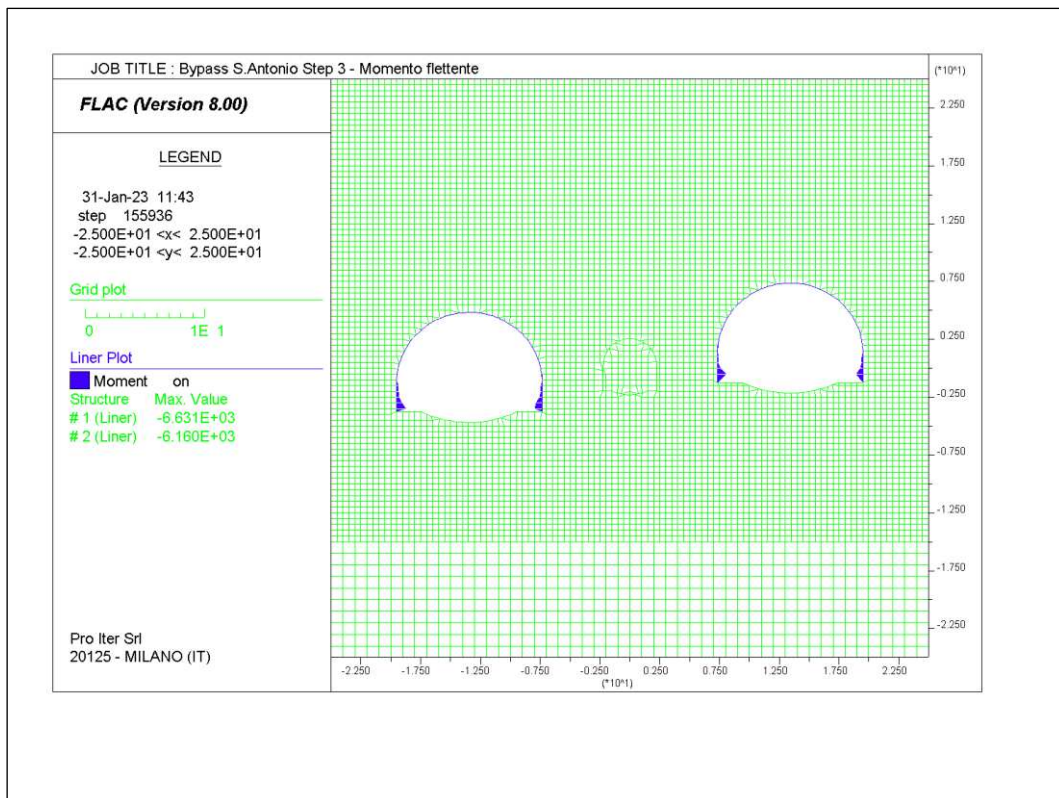 JOB TITLE : Bypass S.Antonio Step 3 - Momento flettente
FLAC (Version 8.00)
LEGEND
31-Jan-23 11:43
step 155936
-2.500E+01 <x< 2.500E+01
-2.500E+01 <y< 2.500E+01
Grid plot
0 1E 1
Liner Plot
Moment on
Structure Max. Value
# 1 (Liner) -6.631E+03
# 2 (Liner) -6.160E+03
Pro Iter Srl
20125 - MILANO (IT)
(*10^1)
2.250
1.750
1.250
0.750
0.250
-0.250
-0.750
-1.250
-1.750
-2.250
-2.250 -1.750 -1.250 -0.750 -0.250 0.250 0.750 1.250 1.750 2.250
(*10^1)